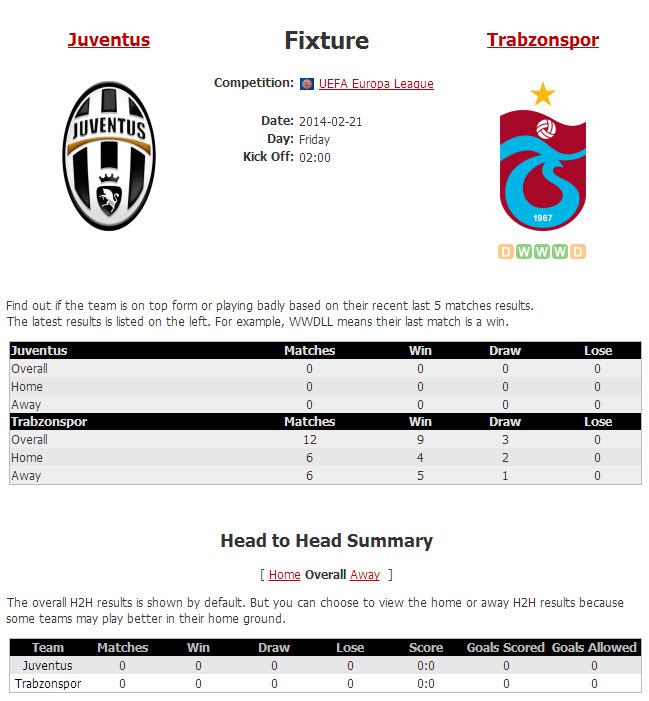 Juventus Fixture Trabzonspor
Competition: UEFA Europa League
JUVENTUS
Date: 2014-02-21
Day: Friday
Kick Off: 02:00
1967
D W W W D
Find out if the team is on top form or playing badly based on their recent last 5 matches results.
The latest results is listed on the left. For example, WWDLL means their last match is a win.
Juventus Matches Win Draw Lose
Overall 0 0 0 0
Home 0 0 0 0
Away 0 0 0 0
Trabzonspor Matches Win Draw Lose
Overall 12 9 3 0
Home 6 4 2 0
Away 6 5 1 0
Head to Head Summary
[ Home Overall Away ]
The overall H2H results is shown by default. But you can choose to view the home or away H2H results because
some teams may play better in their home ground.
Team Matches Win Draw Lose Score Goals Scored Goals Allowed
Juventus 0 0 0 0 0:0 0 0
Trabzonspor 0 0 0 0 0:0 0 0